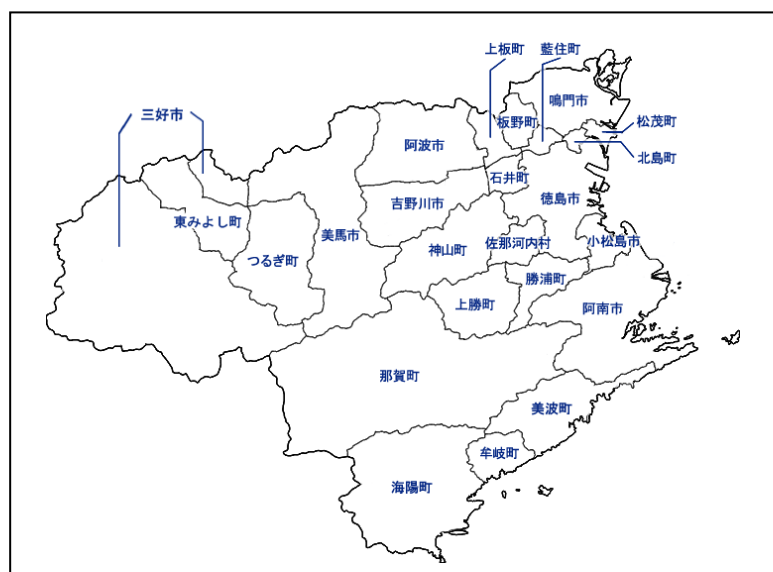 上板町
藍住町
鳴門市
三好市
板野町
松茂町
阿波市
北島町
石井町
吉野川市
徳島市
東みよし町
美馬市
神山町
佐那河内村
小松島市
つるぎ町
勝浦町
上勝町
阿南市
那賀町
美波町
牟岐町
海陽町